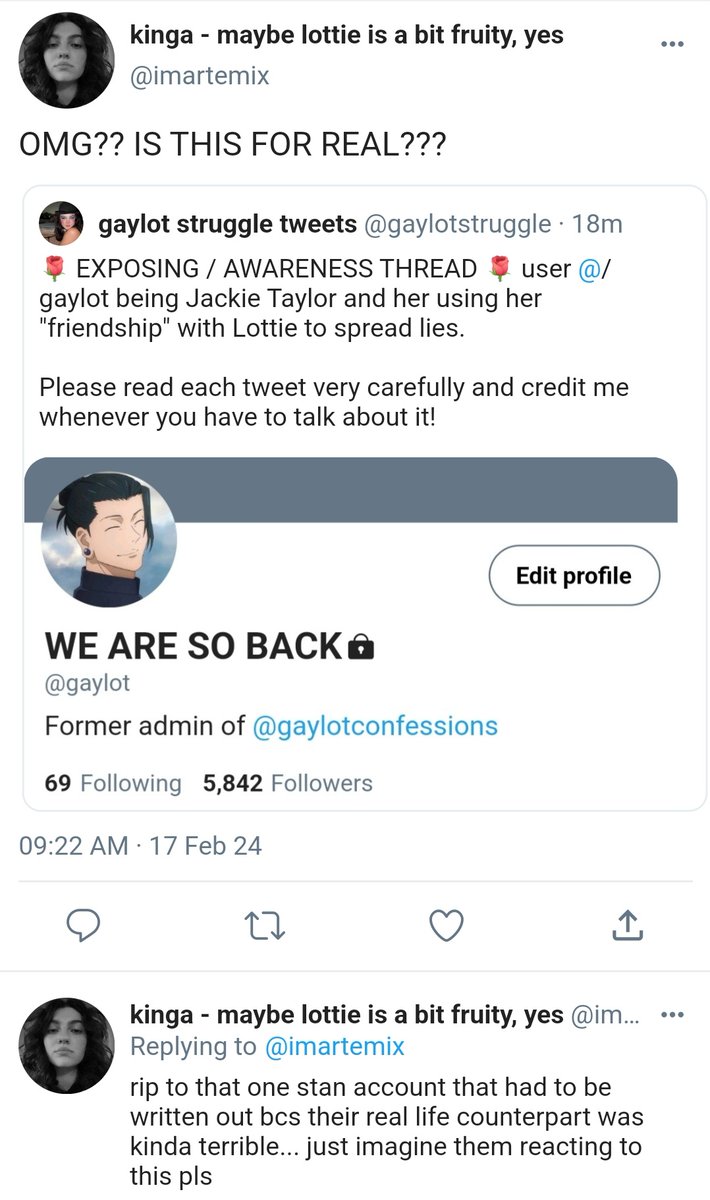 kinga - maybe lottie is a bit fruity, yes
@imartemix
OMG?? IS THIS FOR REAL???
gaylot struggle tweets @gaylotstruggle · 18m
🌹 EXPOSING / AWARENESS THREAD 🌹 user @/
gaylot being Jackie Taylor and her using her
"friendship" with Lottie to spread lies.
Please read each tweet very carefully and credit me
whenever you have to talk about it!
Edit profile
WE ARE SO BACK🔒
@gaylot
Former admin of @gaylotconfessions
69 Following 5,842 Followers
09:22 AM · 17 Feb 24
kinga - maybe lottie is a bit fruity, yes @im...
Replying to @imartemix
rip to that one stan account that had to be
written out bcs their real life counterpart was
kinda terrible... just imagine them reacting to
this pls